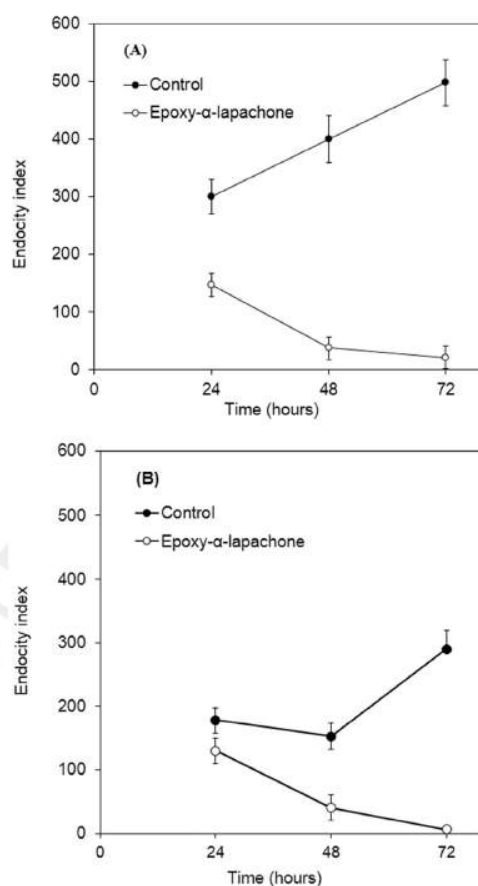 600
(A)
500
Control
Epoxy-α-lapachone
400
300
200
100
0
Endocity index
0 24 48 72
Time (hours)
600
(B)
500
Control
Epoxy-α-lapachone
400
300
200
100
0
Endocity index
0 24 48 72
Time (hours)